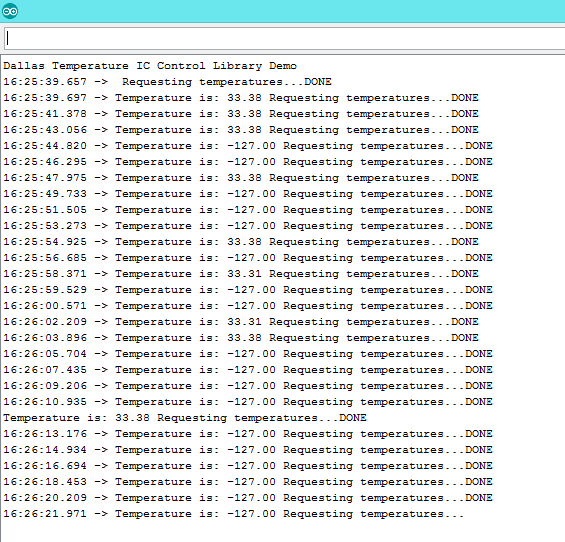 Dallas Temperature IC Control Library Demo
16:25:39.657 ->  Requesting temperatures...DONE
16:25:39.697 -> Temperature is: 33.38 Requesting temperatures...DONE
16:25:41.378 -> Temperature is: 33.38 Requesting temperatures...DONE
16:25:43.056 -> Temperature is: 33.38 Requesting temperatures...DONE
16:25:44.820 -> Temperature is: -127.00 Requesting temperatures...DONE
16:25:46.295 -> Temperature is: -127.00 Requesting temperatures...DONE
16:25:47.975 -> Temperature is: 33.38 Requesting temperatures...DONE
16:25:49.733 -> Temperature is: -127.00 Requesting temperatures...DONE
16:25:51.505 -> Temperature is: -127.00 Requesting temperatures...DONE
16:25:53.273 -> Temperature is: -127.00 Requesting temperatures...DONE
16:25:54.925 -> Temperature is: 33.38 Requesting temperatures...DONE
16:25:56.685 -> Temperature is: -127.00 Requesting temperatures...DONE
16:25:58.371 -> Temperature is: 33.31 Requesting temperatures...DONE
16:25:59.529 -> Temperature is: -127.00 Requesting temperatures...DONE
16:26:00.571 -> Temperature is: -127.00 Requesting temperatures...DONE
16:26:02.209 -> Temperature is: 33.31 Requesting temperatures...DONE
16:26:03.896 -> Temperature is: 33.38 Requesting temperatures...DONE
16:26:05.704 -> Temperature is: -127.00 Requesting temperatures...DONE
16:26:07.435 -> Temperature is: -127.00 Requesting temperatures...DONE
16:26:09.206 -> Temperature is: -127.00 Requesting temperatures...DONE
16:26:10.935 -> Temperature is: -127.00 Requesting temperatures...DONE
Temperature is: 33.38 Requesting temperatures...DONE
16:26:13.176 -> Temperature is: -127.00 Requesting temperatures...DONE
16:26:14.934 -> Temperature is: -127.00 Requesting temperatures...DONE
16:26:16.694 -> Temperature is: -127.00 Requesting temperatures...DONE
16:26:18.453 -> Temperature is: -127.00 Requesting temperatures...DONE
16:26:20.209 -> Temperature is: -127.00 Requesting temperatures...DONE
16:26:21.971 -> Temperature is: -127.00 Requesting temperatures...